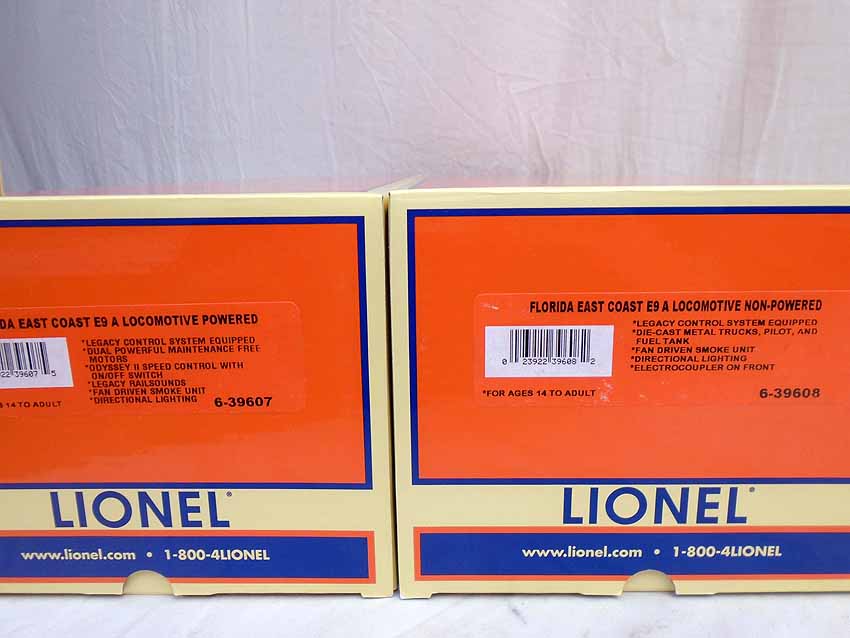 DA EAST COAST E9 A LOCOMOTIVE POWERED
*LEGACY CONTROL SYSTEM EQUIPPED
*DUAL POWERFUL MAINTENANCE FREE
MOTORS
*ODYSSEY II SPEED CONTROL WITH
ON/OFF SWITCH
*LEGACY RAILSOUNDS
*FAN DRIVEN SMOKE UNIT
*DIRECTIONAL LIGHTING
922 39607 5
AGES 14 TO ADULT
6-39607
LIONEL®
www.lionel.com • 1-800-4LIONEL
FLORIDA EAST COAST E9 A LOCOMOTIVE NON-POWERED
*LEGACY CONTROL SYSTEM EQUIPPED
*DIE-CAST METAL TRUCKS, PILOT, AND
FUEL TANK
*FAN DRIVEN SMOKE UNIT
*DIRECTIONAL LIGHTING
*ELECTROCOUPLER ON FRONT
0 23922 39608 2
*FOR AGES 14 TO ADULT
6-39608
LIONEL®
www.lionel.com • 1-800-4LIONEL